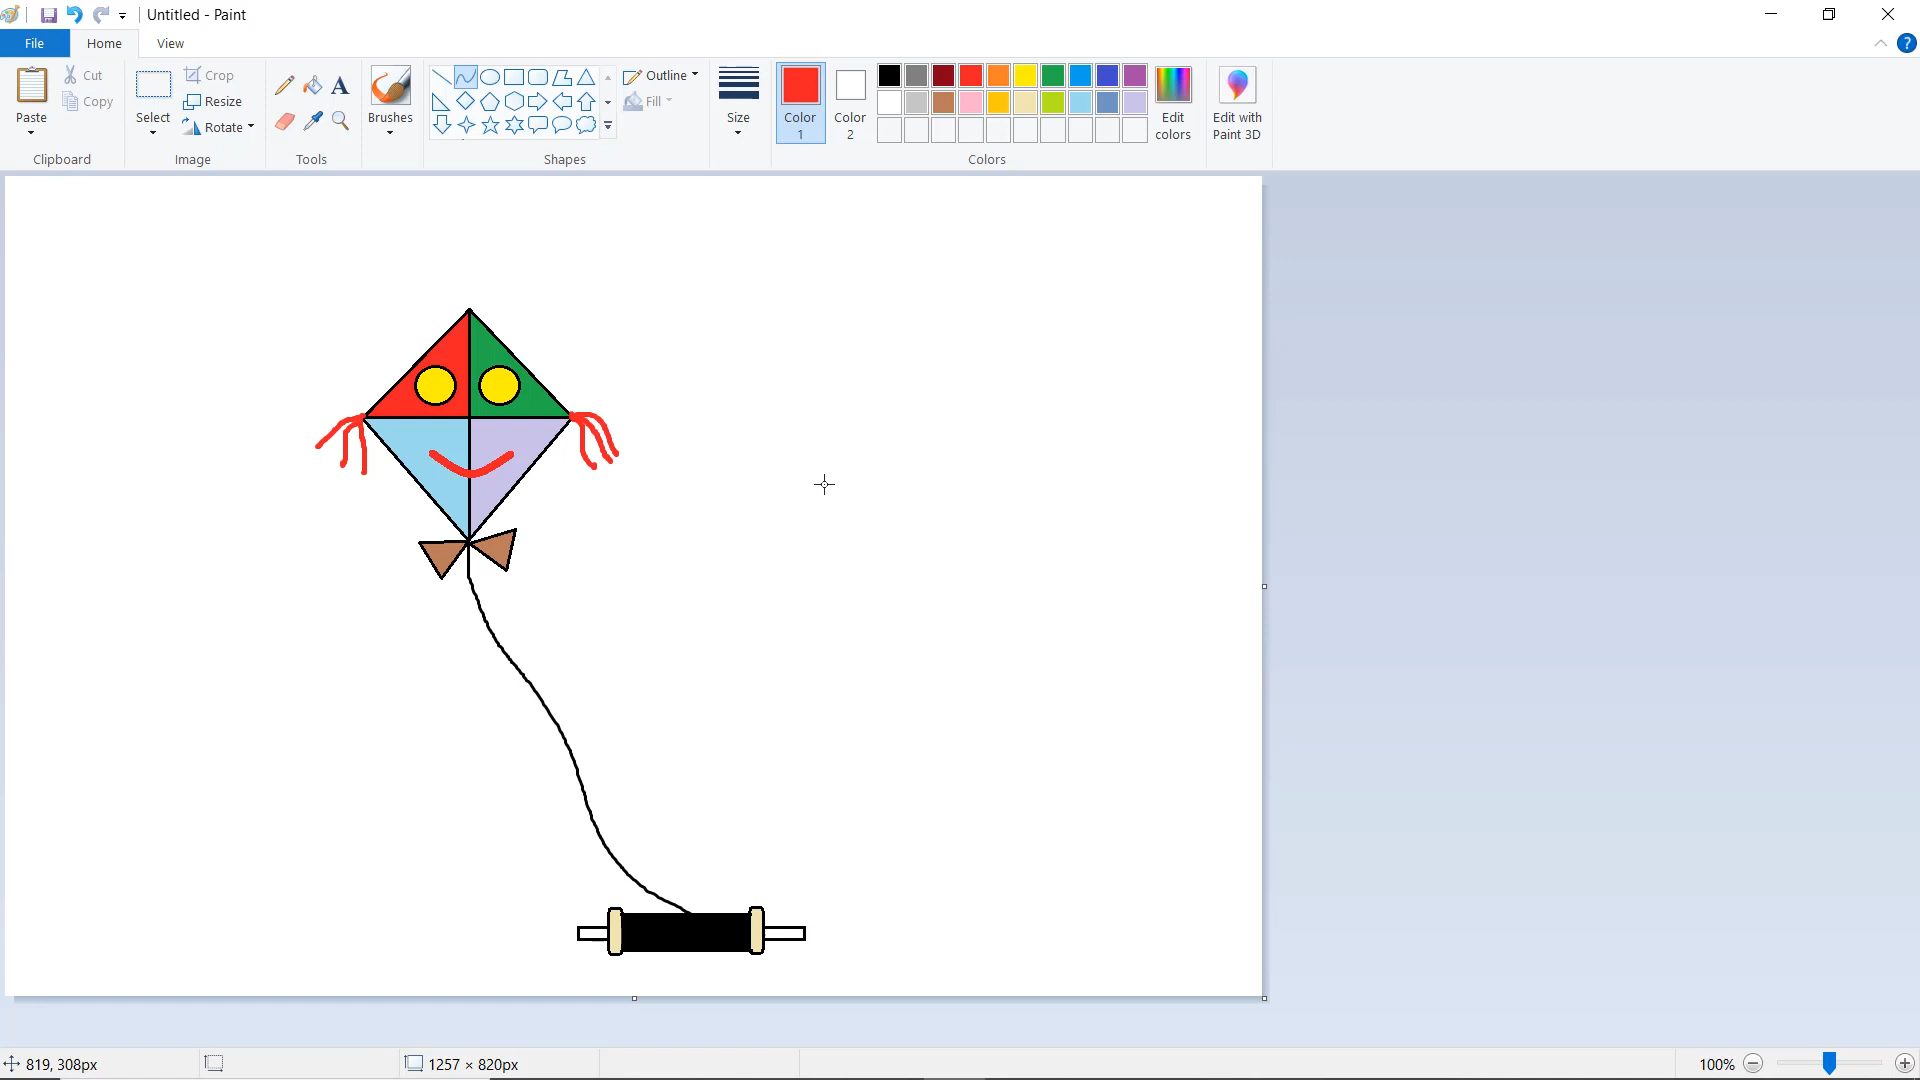 Untitled - Paint
File Home View
Paste
Cut
Copy
Clipboard
Select
Crop
Resize
Rotate
Image
A
Tools
Brushes
Outline
Fill
Shapes
Size
Color
1
Color
2
Colors
Edit
colors
Edit with
Paint 3D
?
819, 308px
1257 × 820px
100%